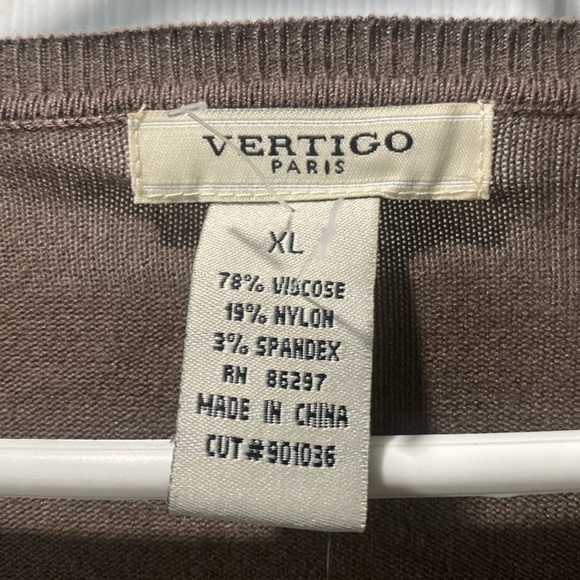 VERTIGO
PARIS
XL
78% VISCOSE
19% NYLON
3% SPANDEX
RN 86297
MADE IN CHINA
CUT#901036